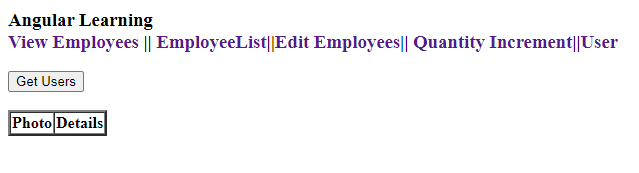 Angular Learning
View Employees || EmployeeList||Edit Employees|| Quantity Increment||User
Get Users
Photo Details